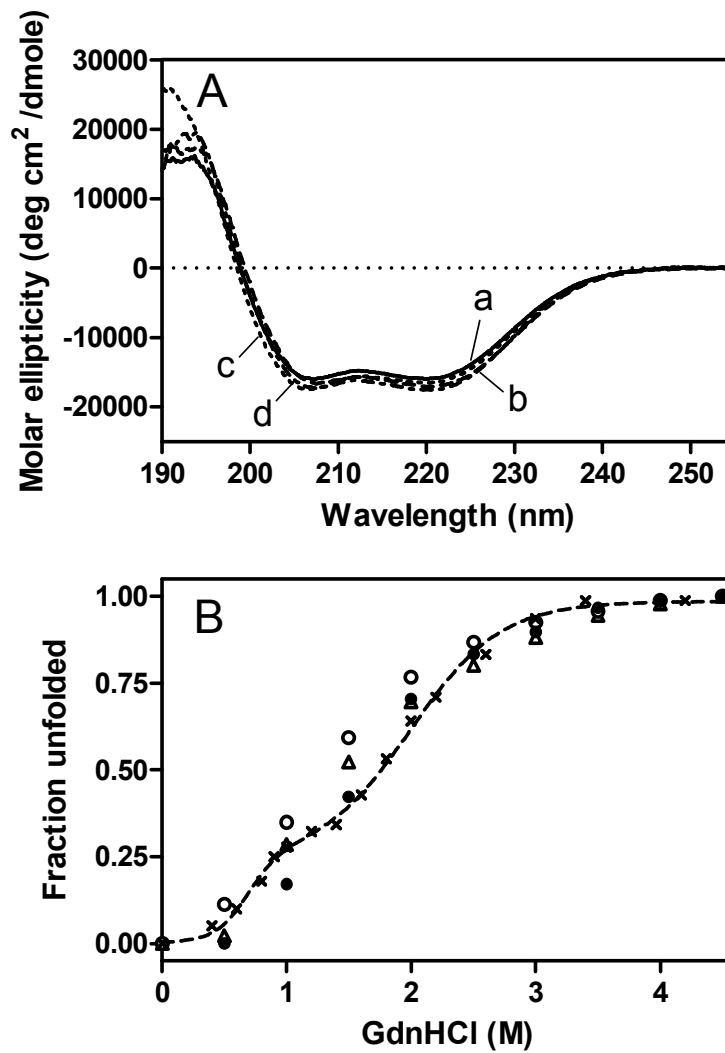 30000
A
20000
10000
0
-10000
-20000
a
c
d
b
190 200 210 220 230 240 250
Molar ellipticity (deg cm² /dmole)
Wavelength (nm)
1.00
B
0.75
0.50
0.25
0.00
0 1 2 3 4
Fraction unfolded
GdnHCl (M)